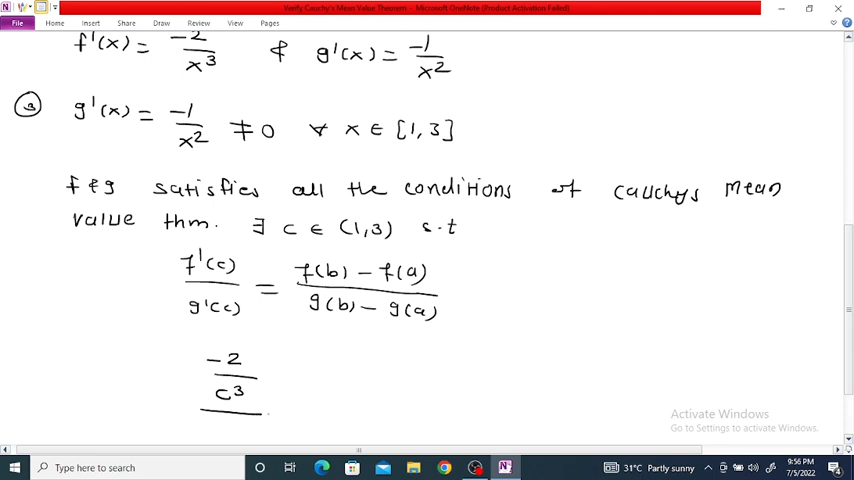 Verify Cauchy's Mean Value Theorem - Microsoft OneNote (Product Activation Failed)
File Home Insert Share Draw Review View Pages
f'(x) = -2/x³ & g'(x) = -1/x²
③ g'(x) = -1/x² ≠ 0 ∀ x ∈ [1,3]
f & g satisfies all the conditions of cauchys mean
value thm. ∃ c ∈ (1,3) s.t
f'(c)/g'(c) = f(b) - f(a)/g(b) - g(a)
-2
c³
Activate Windows
Go to Settings to activate Windows.
Type here to search
31°C Partly sunny
9:56 PM
7/5/2022
4